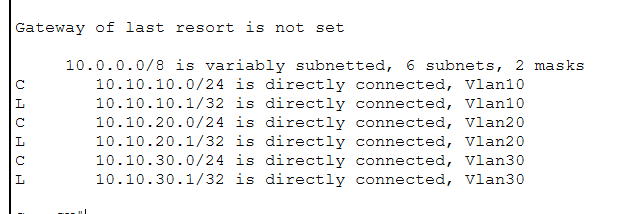 Gateway of last resort is not set
10.0.0.0/8 is variably subnetted, 6 subnets, 2 masks
C 10.10.10.0/24 is directly connected, Vlan10
L 10.10.10.1/32 is directly connected, Vlan10
C 10.10.20.0/24 is directly connected, Vlan20
L 10.10.20.1/32 is directly connected, Vlan20
C 10.10.30.0/24 is directly connected, Vlan30
L 10.10.30.1/32 is directly connected, Vlan30